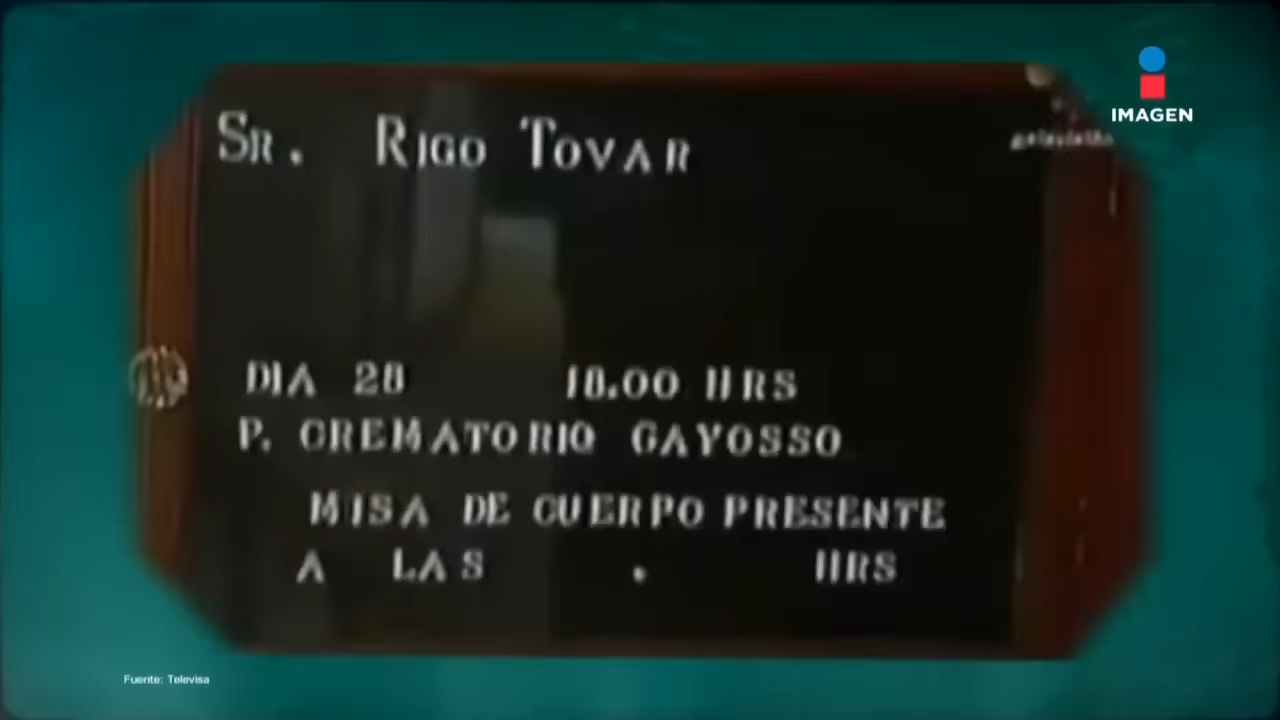 IMAGEN
SR. RIGO TOVAR
DIA 28 18.00 HRS
P. CREMATORIO GAYOSSO
MISA DE CUERPO PRESENTE
A LAS . HRS
Fuente: Televisa